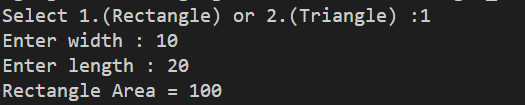 Select 1.(Rectangle) or 2.(Triangle) :1
Enter width : 10
Enter length : 20
Rectangle Area = 100